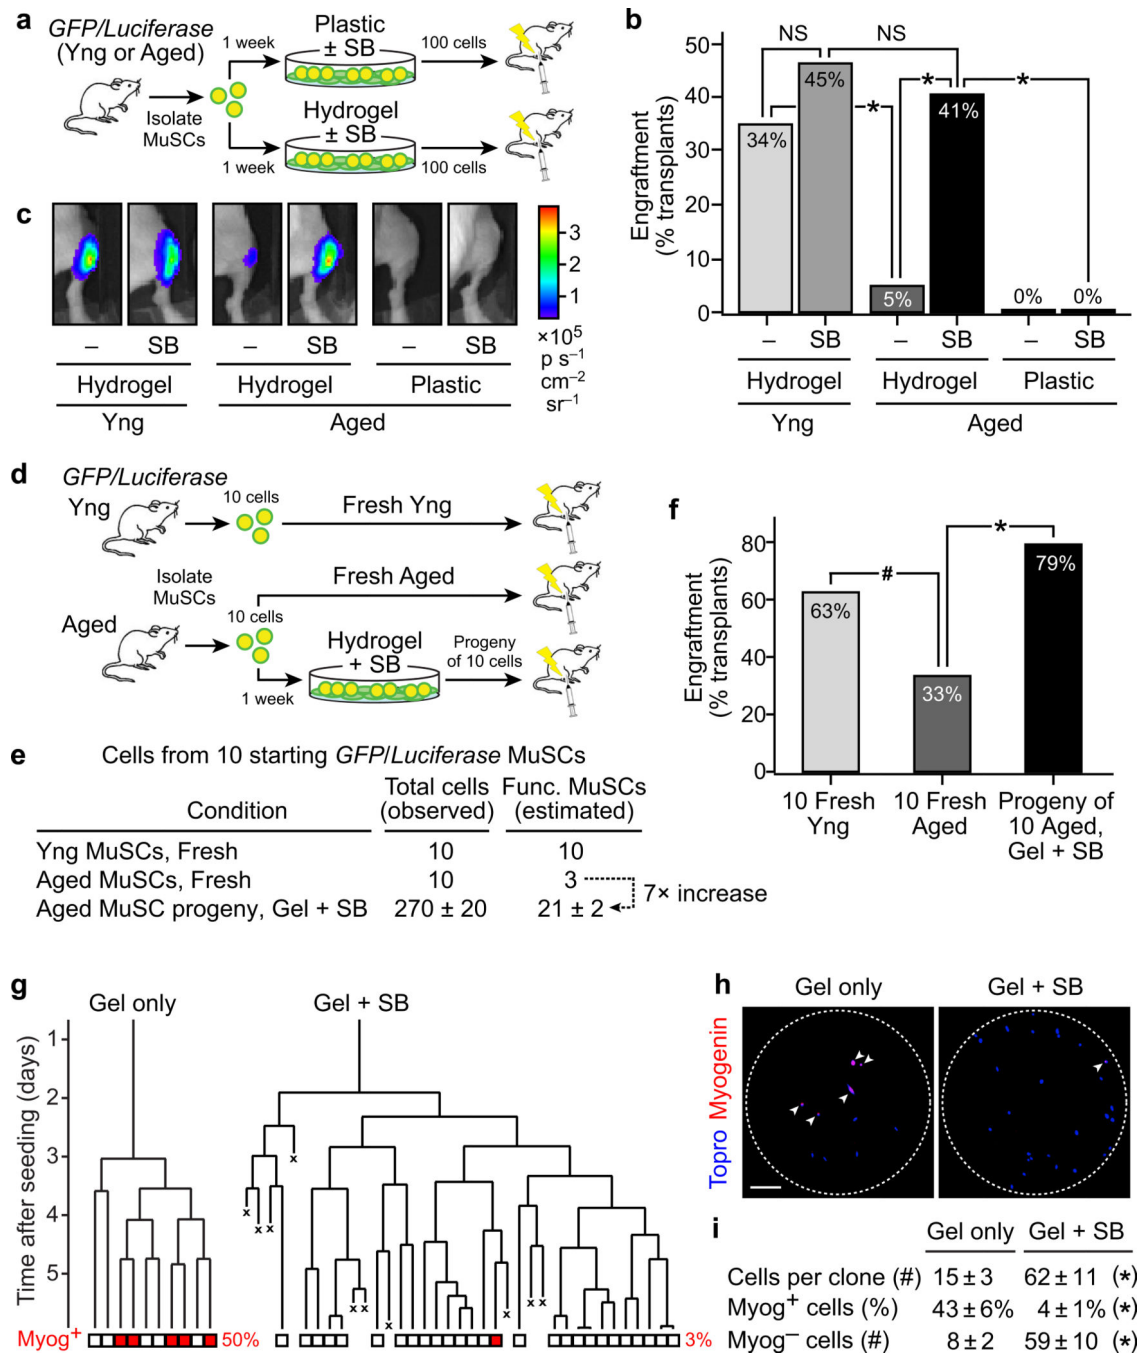 a
GFP/Luciferase
(Yng or Aged)
Isolate
MuSCs
1 week
Plastic
± SB
100 cells
Hydrogel
± SB
1 week
100 cells
b
Engraftment
(% transplants)
50
40
30
20
10
0
NS
NS
*
*
*
34%
45%
5%
41%
0%
0%
– SB – SB – SB
Hydrogel Hydrogel Plastic
Yng Aged
c
– SB – SB – SB
Hydrogel Hydrogel Plastic
Yng Aged
3
2
1
×10⁵
p s⁻¹
cm⁻²
sr⁻¹
d
GFP/Luciferase
Yng
10 cells
Fresh Yng
Isolate
MuSCs
Fresh Aged
Aged
10 cells
1 week
Hydrogel
+ SB
Progeny
of 10 cells
e
Cells from 10 starting GFP/Luciferase MuSCs
Condition Total cells (observed) Func. MuSCs (estimated)
Yng MuSCs, Fresh 10 10
Aged MuSCs, Fresh 10 3
Aged MuSC progeny, Gel + SB 270 ± 20 21 ± 2
7× increase
f
Engraftment
(% transplants)
80
60
40
20
0
#
*
63%
33%
79%
10 Fresh
Yng
10 Fresh
Aged
Progeny of
10 Aged,
Gel + SB
g
Gel only Gel + SB
Time after seeding (days)
1
2
3
4
5
x
x
x x
x x
x
x
x x
x
Myog⁺ 50% 3%
h
Gel only Gel + SB
Topro Myogenin
i
Gel only Gel + SB
Cells per clone (#) 15 ± 3 62 ± 11 (*)
Myog⁺ cells (%) 43 ± 6% 4 ± 1% (*)
Myog⁻ cells (#) 8 ± 2 59 ± 10 (*)